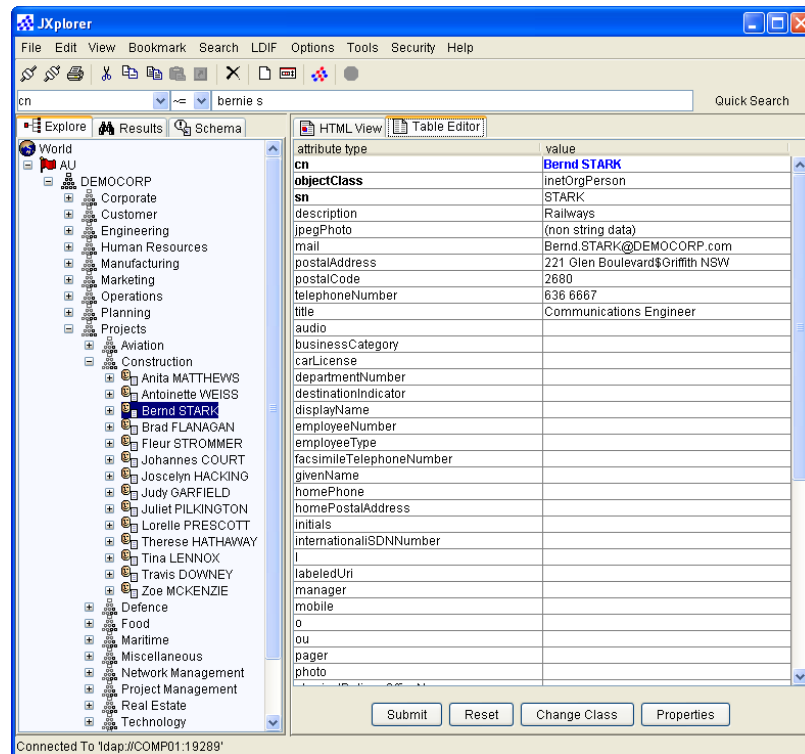 JXplorer
File Edit View Bookmark Search LDIF Options Tools Security Help
cn ~= bernie s Quick Search
Explore Results Schema
World
AU
DEMOCORP
Corporate
Customer
Engineering
Human Resources
Manufacturing
Marketing
Operations
Planning
Projects
Aviation
Construction
Anita MATTHEWS
Antoinette WEISS
Bernd STARK
Brad FLANAGAN
Fleur STROMMER
Johannes COURT
Joscelyn HACKING
Judy GARFIELD
Juliet PILKINGTON
Lorelle PRESCOTT
Therese HATHAWAY
Tina LENNOX
Travis DOWNEY
Zoe MCKENZIE
Defence
Food
Maritime
Miscellaneous
Network Management
Project Management
Real Estate
Technology
HTML View Table Editor
attribute type value
cn Bernd STARK
objectClass inetOrgPerson
sn STARK
description Railways
jpegPhoto (non string data)
mail Bernd.STARK@DEMOCORP.com
postalAddress 221 Glen Boulevard$Griffith NSW
postalCode 2680
telephoneNumber 636 6667
title Communications Engineer
audio
businessCategory
carLicense
departmentNumber
destinationIndicator
displayName
employeeNumber
employeeType
facsimileTelephoneNumber
givenName
homePhone
homePostalAddress
initials
internationaliSDNNumber
l
labeledUri
manager
mobile
o
ou
pager
photo
Submit Reset Change Class Properties
Connected To 'ldap://COMP01:19289'